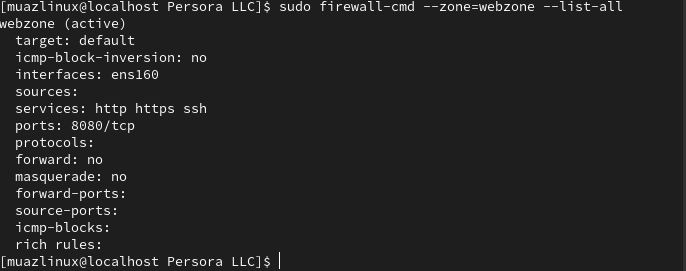 [muazlinux@localhost Persora LLC]$ sudo firewall-cmd --zone=webzone --list-all
webzone (active)
  target: default
  icmp-block-inversion: no
  interfaces: ens160
  sources:
  services: http https ssh
  ports: 8080/tcp
  protocols:
  forward: no
  masquerade: no
  forward-ports:
  source-ports:
  icmp-blocks:
  rich rules:
[muazlinux@localhost Persora LLC]$